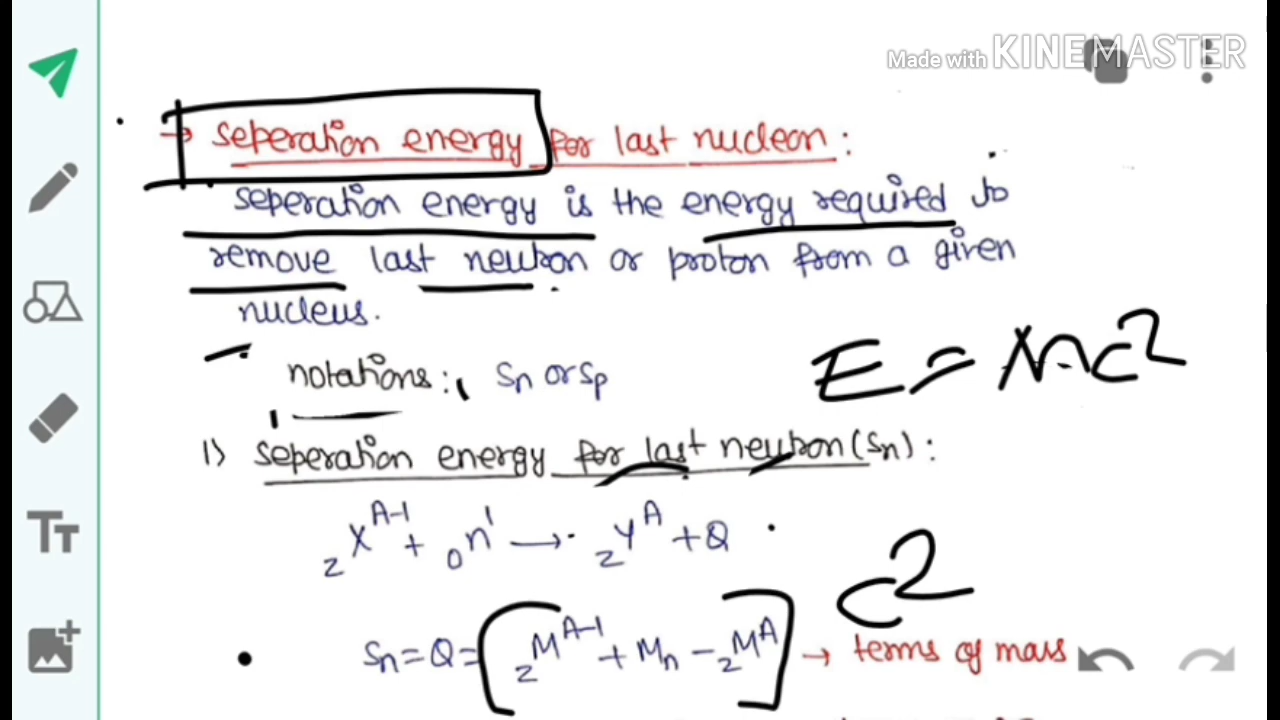 Made with KINEMASTER
→ seperation energy for last nucleon:
seperation energy is the energy required to
remove last neutron or proton from a given
nucleus.
notations: Sn or Sp
E = mc²
1) seperation energy for last neutron (Sn):
zX^A-1 + 0n^1 → zY^A + Q
Sn = Q = [zM^A-1 + Mn - zM^A] c² → terms of mass
TT